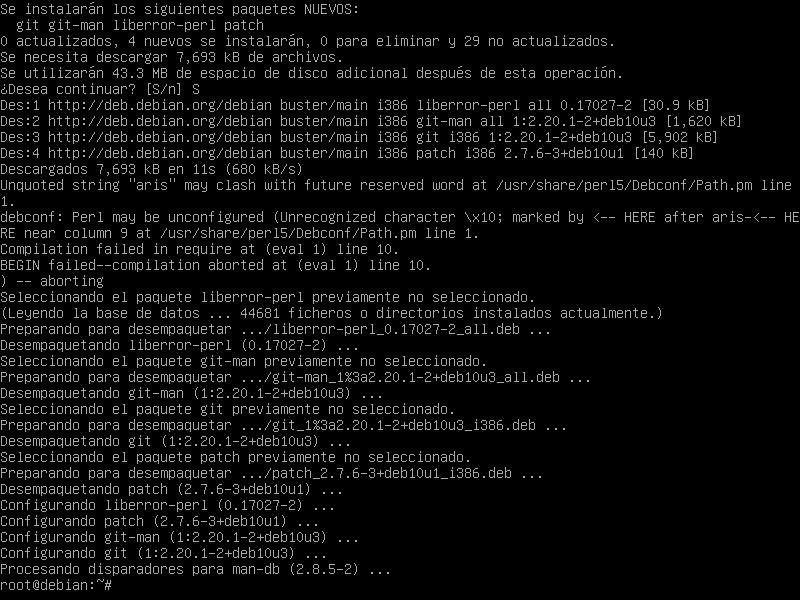 Se instalarán los siguientes paquetes NUEVOS:
  git git-man liberror-perl patch
0 actualizados, 4 nuevos se instalarán, 0 para eliminar y 29 no actualizados.
Se necesita descargar 7,693 kB de archivos.
Se utilizarán 43.3 MB de espacio de disco adicional después de esta operación.
¿Desea continuar? [S/n] S
Des:1 http://deb.debian.org/debian buster/main i386 liberror-perl all 0.17027-2 [30.9 kB]
Des:2 http://deb.debian.org/debian buster/main i386 git-man all 1:2.20.1-2+deb10u3 [1,620 kB]
Des:3 http://deb.debian.org/debian buster/main i386 git i386 1:2.20.1-2+deb10u3 [5,902 kB]
Des:4 http://deb.debian.org/debian buster/main i386 patch i386 2.7.6-3+deb10u1 [140 kB]
Descargados 7,693 kB en 11s (680 kB/s)
Unquoted string "aris" may clash with future reserved word at /usr/share/perl5/Debconf/Path.pm line
1.
debconf: Perl may be unconfigured (Unrecognized character \x10; marked by <-- HERE after aris-<-- HE
RE near column 9 at /usr/share/perl5/Debconf/Path.pm line 1.
Compilation failed in require at (eval 1) line 10.
BEGIN failed--compilation aborted at (eval 1) line 10.
) -- aborting
Seleccionando el paquete liberror-perl previamente no seleccionado.
(Leyendo la base de datos ... 44681 ficheros o directorios instalados actualmente.)
Preparando para desempaquetar .../liberror-perl_0.17027-2_all.deb ...
Desempaquetando liberror-perl (0.17027-2) ...
Seleccionando el paquete git-man previamente no seleccionado.
Preparando para desempaquetar .../git-man_1%3a2.20.1-2+deb10u3_all.deb ...
Desempaquetando git-man (1:2.20.1-2+deb10u3) ...
Seleccionando el paquete git previamente no seleccionado.
Preparando para desempaquetar .../git_1%3a2.20.1-2+deb10u3_i386.deb ...
Desempaquetando git (1:2.20.1-2+deb10u3) ...
Seleccionando el paquete patch previamente no seleccionado.
Preparando para desempaquetar .../patch_2.7.6-3+deb10u1_i386.deb ...
Desempaquetando patch (2.7.6-3+deb10u1) ...
Configurando liberror-perl (0.17027-2) ...
Configurando patch (2.7.6-3+deb10u1) ...
Configurando git-man (1:2.20.1-2+deb10u3) ...
Configurando git (1:2.20.1-2+deb10u3) ...
Procesando disparadores para man-db (2.8.5-2) ...
root@debian:~#